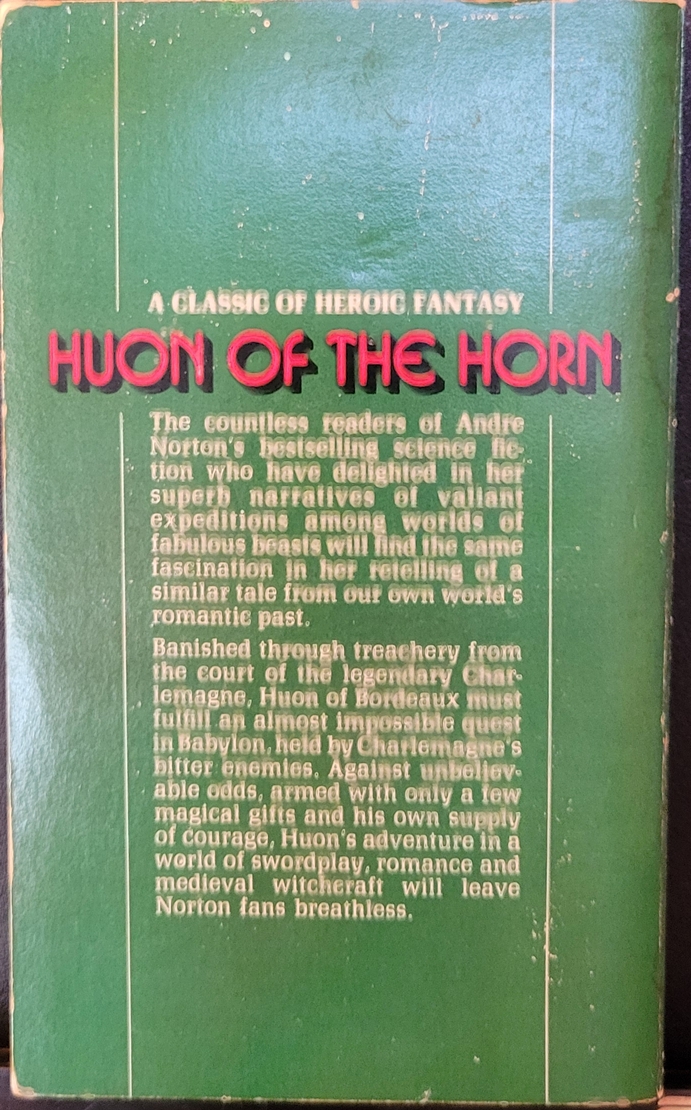 A CLASSIC OF HEROIC FANTASY
HUON OF THE HORN
The countless readers of Andre
Norton's bestselling science fic-
tion who have delighted in her
superb narratives of valiant
expeditions among worlds of
fabulous beasts will find the same
fascination in her retelling of a
similar tale from our own world's
romantic past.
Banished through treachery from
the court of the legendary Char-
lemagne, Huon of Bordeaux must
fulfill an almost impossible quest
in Babylon, held by Charlemagne's
bitter enemies. Against unbeliev-
able odds, armed with only a few
magical gifts and his own supply
of courage, Huon's adventure in a
world of swordplay, romance and
medieval witchcraft will leave
Norton fans breathless.